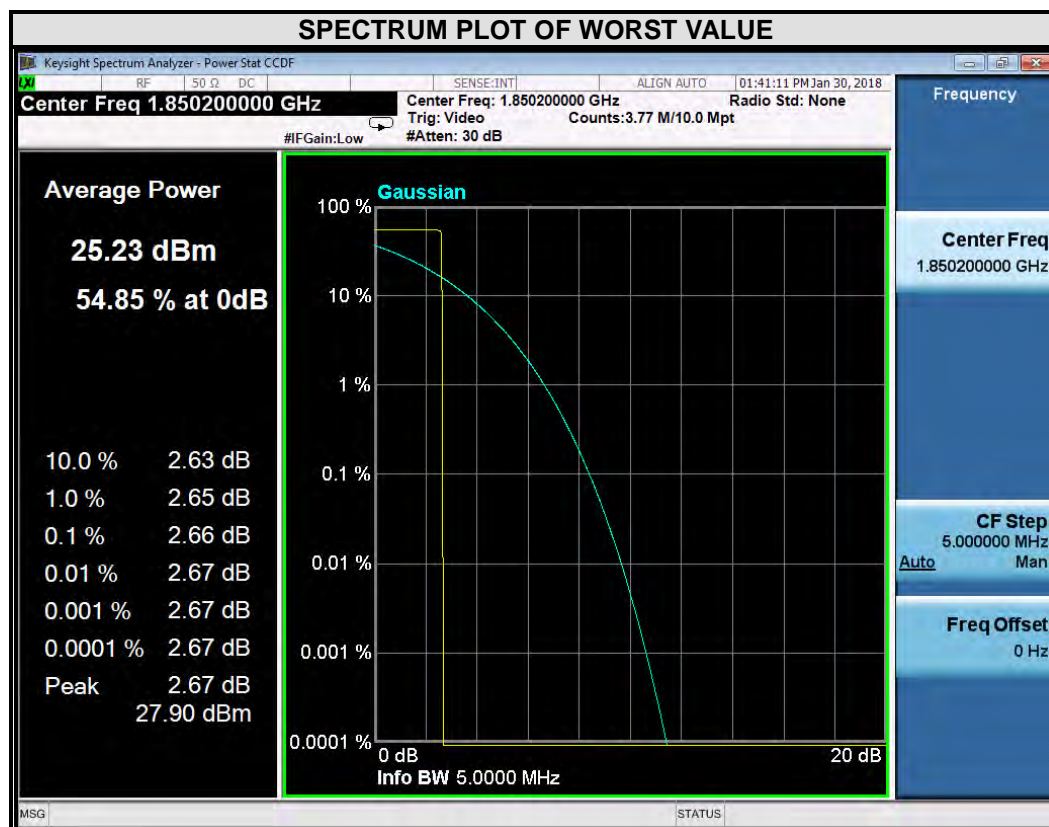 SPECTRUM PLOT OF WORST VALUE
Keysight Spectrum Analyzer - Power Stat CCDF
LXI RF 50 Ω DC SENSE:INT ALIGN AUTO 01:41:11 PM Jan 30, 2018
Center Freq 1.850200000 GHz
Center Freq: 1.850200000 GHz Radio Std: None
Trig: Video Counts:3.77 M/10.0 Mpt
#IFGain:Low #Atten: 30 dB
Frequency
Average Power
25.23 dBm
54.85 % at 0dB
10.0 % 2.63 dB
1.0 % 2.65 dB
0.1 % 2.66 dB
0.01 % 2.67 dB
0.001 % 2.67 dB
0.0001 % 2.67 dB
Peak 2.67 dB
27.90 dBm
Gaussian
100 %
10 %
1 %
0.1 %
0.01 %
0.001 %
0.0001 %
0 dB 20 dB
Info BW 5.0000 MHz
Center Freq
1.850200000 GHz
CF Step
5.000000 MHz
Auto Man
Freq Offset
0 Hz
MSG STATUS